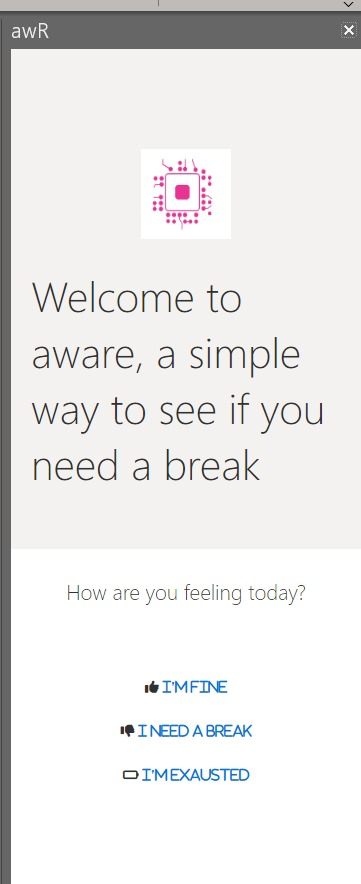 awR
Welcome to
aware, a simple
way to see if you
need a break
How are you feeling today?
I'M FINE
I NEED A BREAK
I'M EXAUSTED